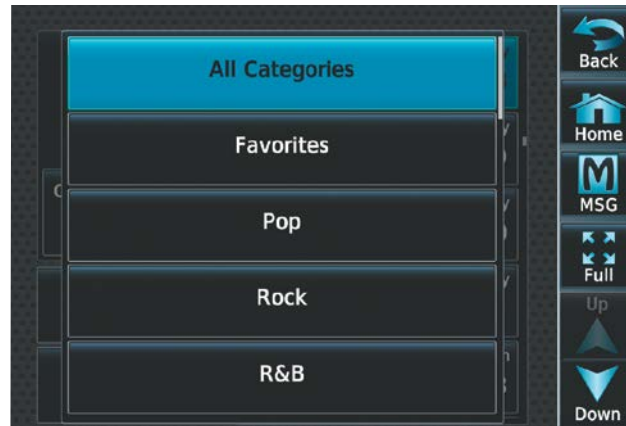 All Categories
Favorites
Pop
Rock
R&B
Back
Home
MSG
Full
Up
Down